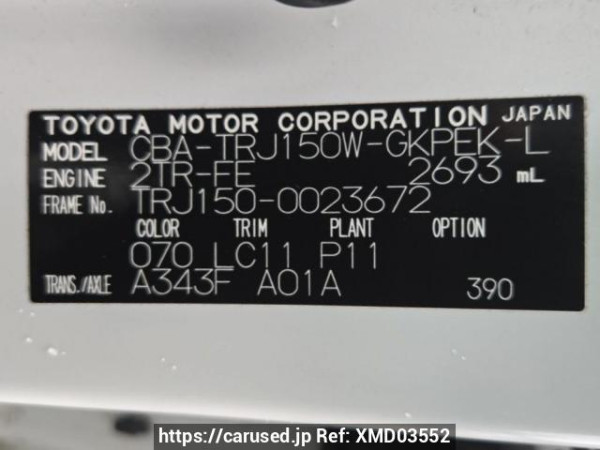 TOYOTA MOTOR CORPORATION JAPAN
MODEL CBA-TRJ150W-GKPEK-L
ENGINE 2TR-FE 2693 mL
FRAME No. TRJ150-0023672
COLOR TRIM PLANT OPTION
070 LC11 P11
TRANS./AXLE A343F A01A 390
https://carused.jp Ref: XMD03552